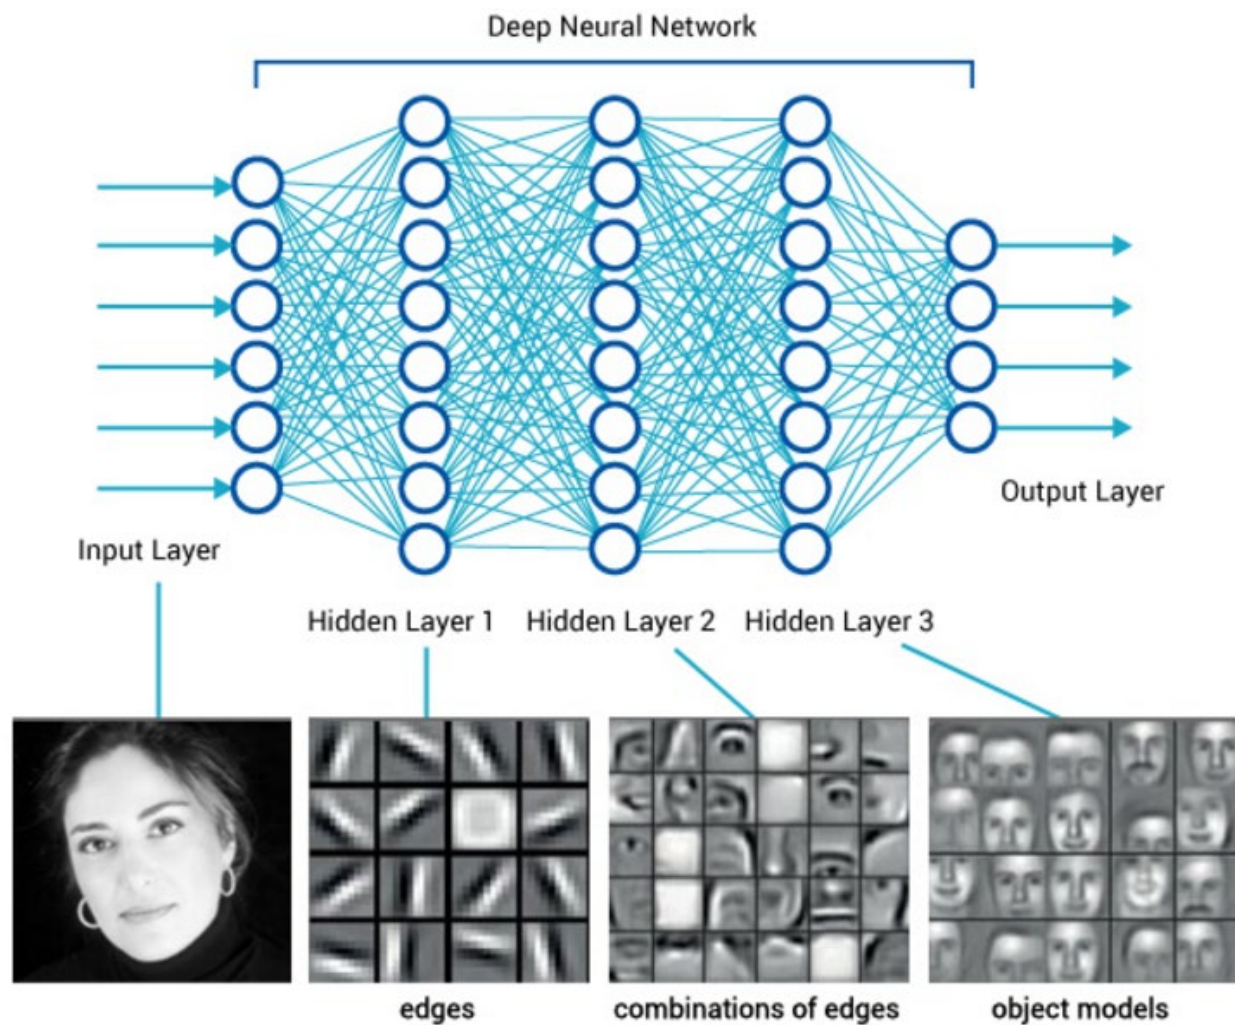 Deep Neural Network
Output Layer
Input Layer
Hidden Layer 1
Hidden Layer 2
Hidden Layer 3
edges
combinations of edges
object models